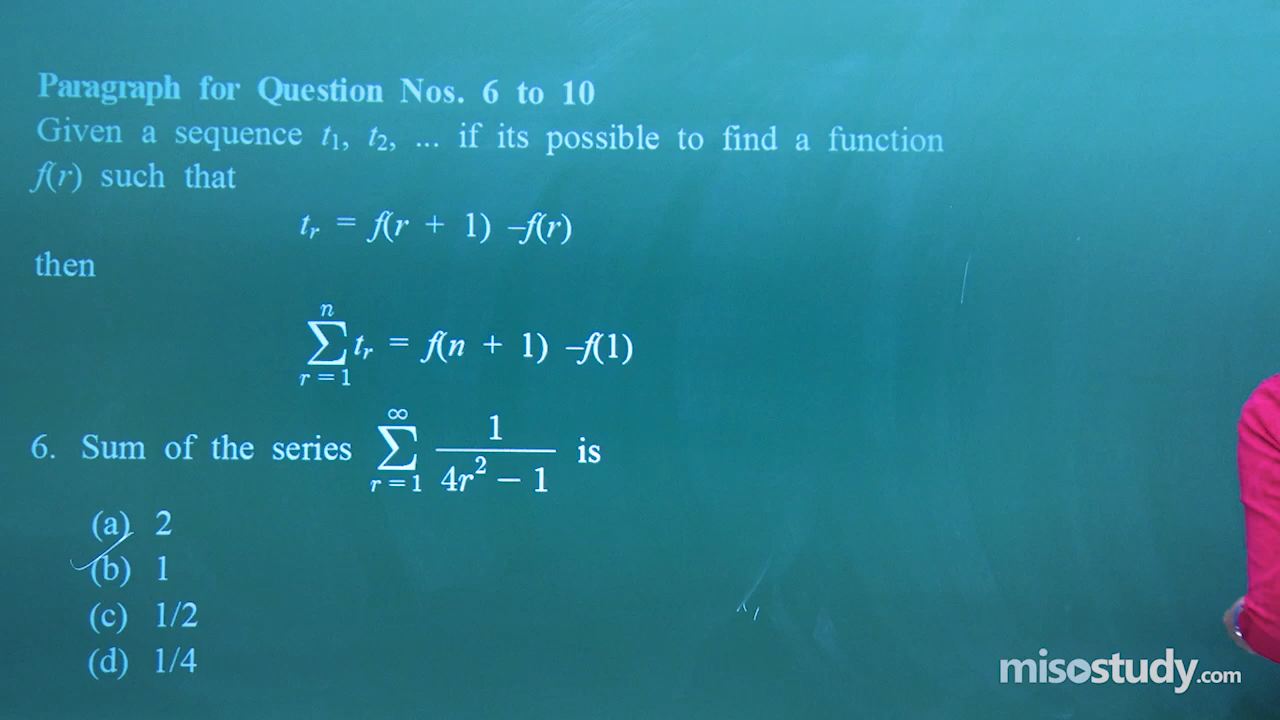 Paragraph for Question Nos. 6 to 10
Given a sequence t₁, t₂, ... if its possible to find a function
f(r) such that
tᵣ = f(r + 1) –f(r)
then
n
∑ tᵣ = f(n + 1) –f(1)
r = 1
6. Sum of the series ∞∑r = 1 1/(4r² – 1) is
(a) 2
(b) 1
(c) 1/2
(d) 1/4
misostudy.com